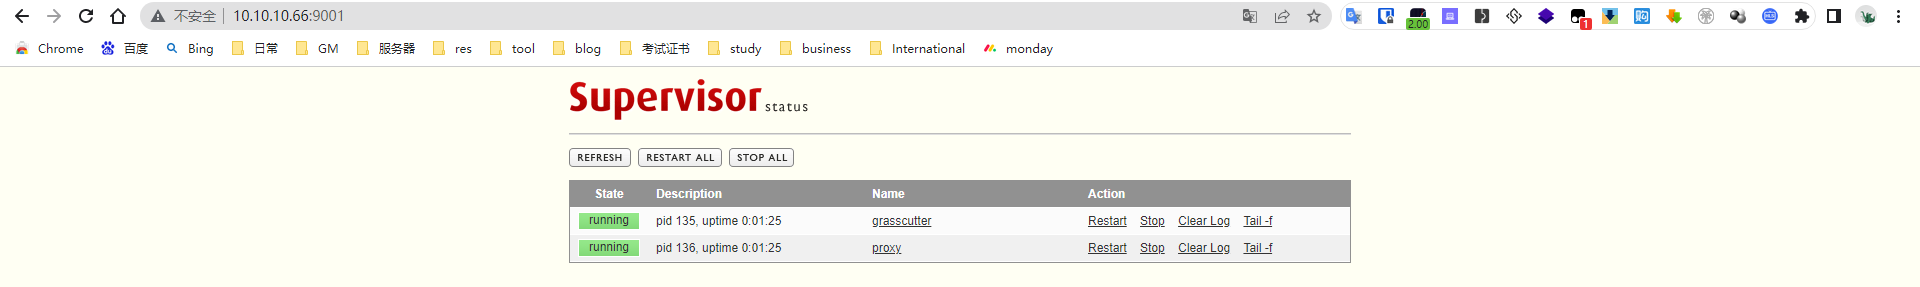 不安全 10.10.10.66:9001 2.00 1
Chrome 百度 Bing 日常 GM 服务器 res tool blog 考试证书 study business International monday
Supervisor status
REFRESH RESTART ALL STOP ALL
State Description Name Action
running pid 135, uptime 0:01:25 grasscutter Restart Stop Clear Log Tail -f
running pid 136, uptime 0:01:25 proxy Restart Stop Clear Log Tail -f